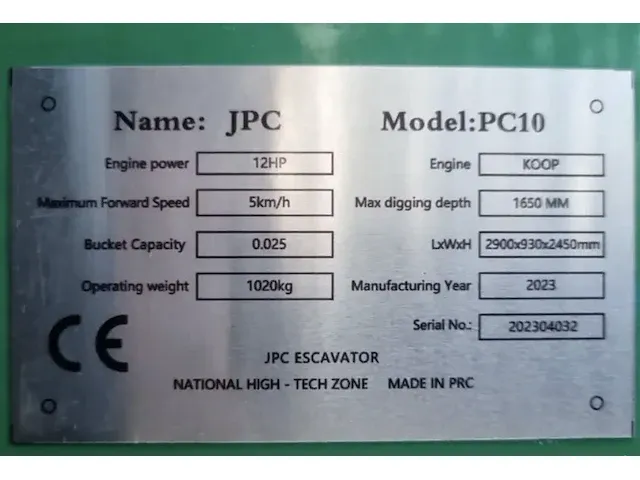 Name: JPC Model:PC10
Engine power 12HP Engine KOOP
Maximum Forward Speed 5km/h Max digging depth 1650 MM
Bucket Capacity 0.025 LxWxH 2900x930x2450mm
Operating weight 1020kg Manufacturing Year 2023
Serial No.: 202304032
CE
JPC ESCAVATOR
NATIONAL HIGH - TECH ZONE MADE IN PRC